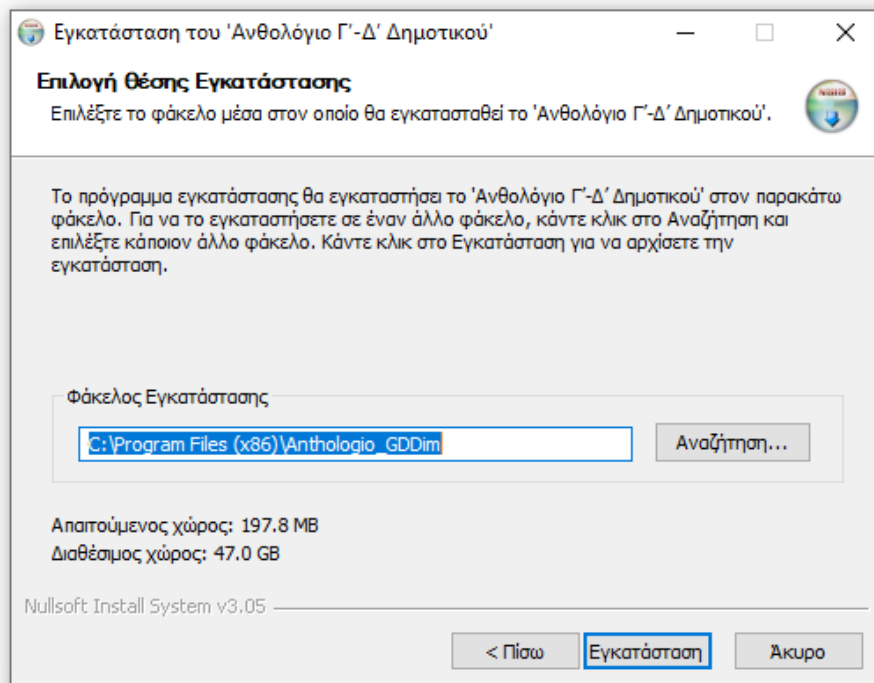 Εγκατάσταση του 'Ανθολόγιο Γ΄-Δ΄ Δημοτικού'
Επιλογή θέσης Εγκατάστασης
Επιλέξτε το φάκελο μέσα στον οποίο θα εγκατασταθεί το 'Ανθολόγιο Γ΄-Δ΄ Δημοτικού'.
Το πρόγραμμα εγκατάστασης θα εγκαταστήσει το 'Ανθολόγιο Γ΄-Δ΄ Δημοτικού' στον παρακάτω
φάκελο. Για να το εγκαταστήσετε σε έναν άλλο φάκελο, κάντε κλικ στο Αναζήτηση και
επιλέξτε κάποιον άλλο φάκελο. Κάντε κλικ στο Εγκατάσταση για να αρχίσετε την
εγκατάσταση.
Φάκελος Εγκατάστασης
C:\Program Files (x86)\Anthologio_GDDim
Αναζήτηση...
Απαιτούμενος χώρος: 197.8 MB
Διαθέσιμος χώρος: 47.0 GB
Nullsoft Install System v3.05
< Πίσω
Εγκατάσταση
Άκυρο